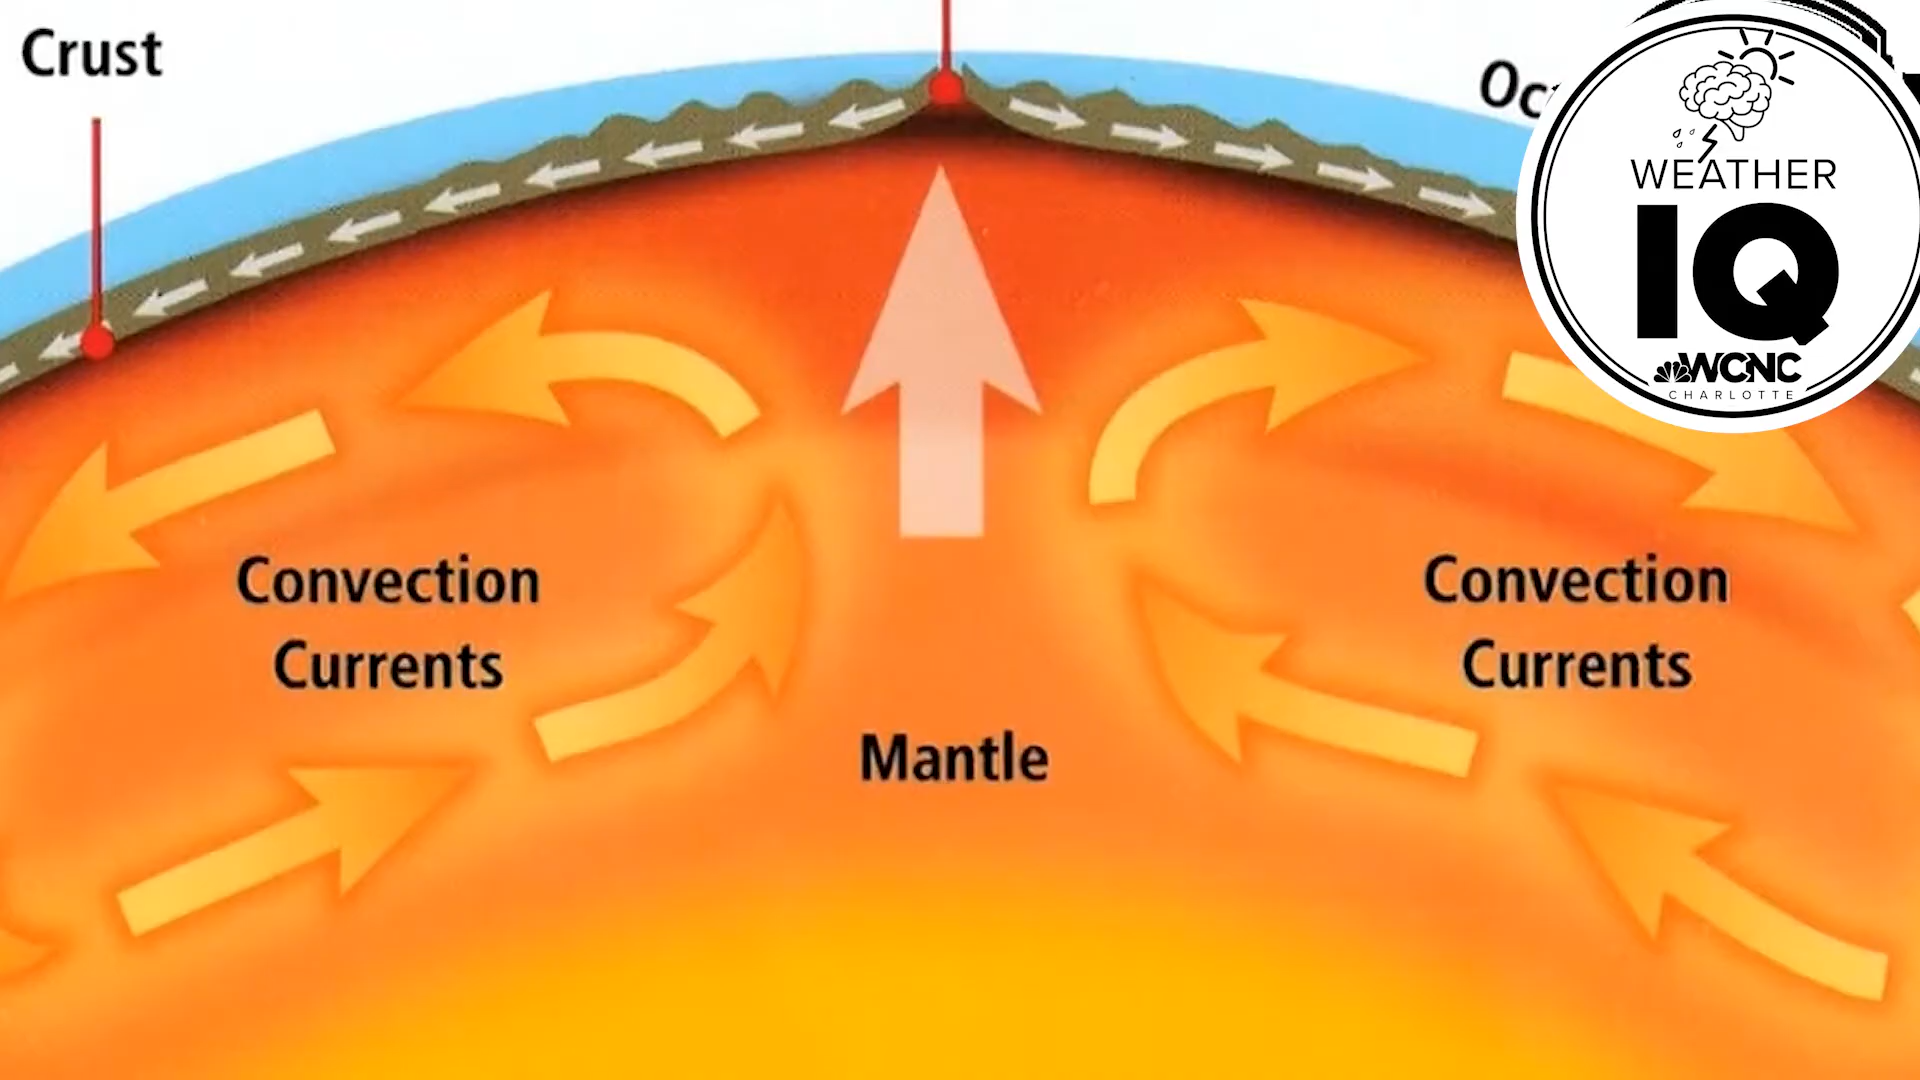 Crust
WEATHER
IQ
WCNC
CHARLOTTE
Convection
Currents
Convection
Currents
Mantle